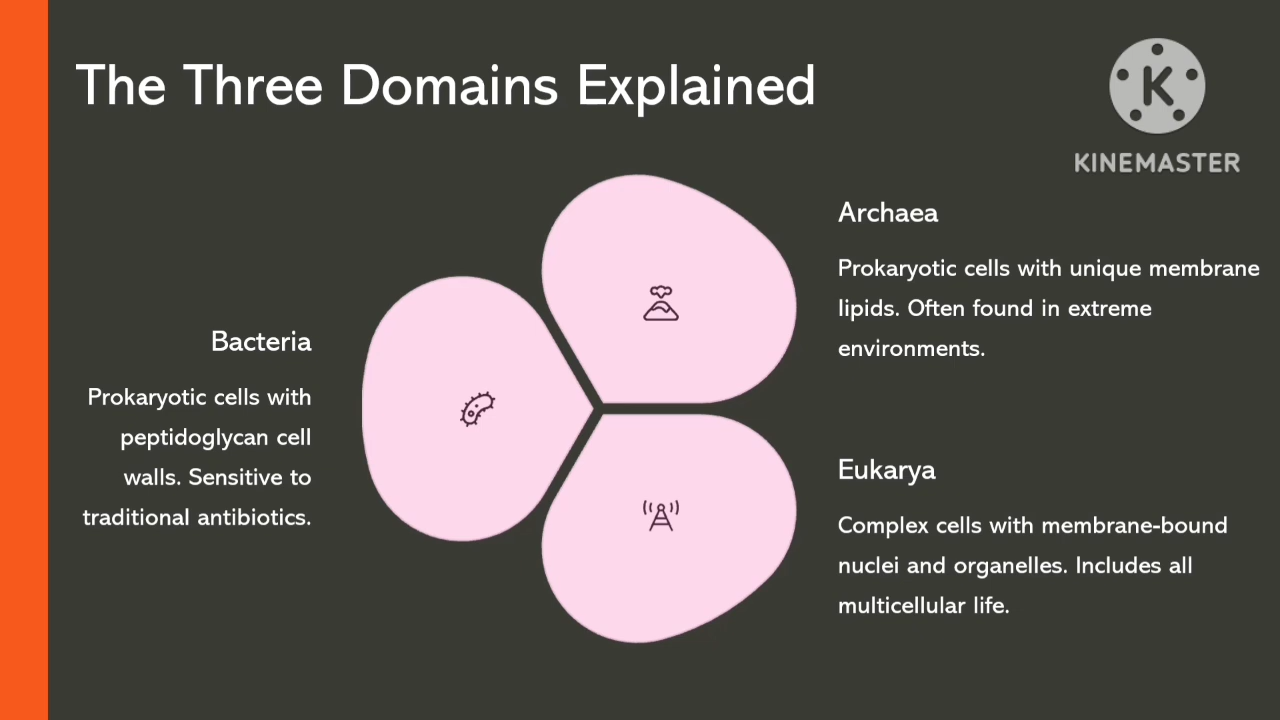 The Three Domains Explained
K
KINEMASTER
Archaea
Prokaryotic cells with unique membrane
lipids. Often found in extreme
environments.
Bacteria
Prokaryotic cells with
peptidoglycan cell
walls. Sensitive to
traditional antibiotics.
Eukarya
Complex cells with membrane-bound
nuclei and organelles. Includes all
multicellular life.